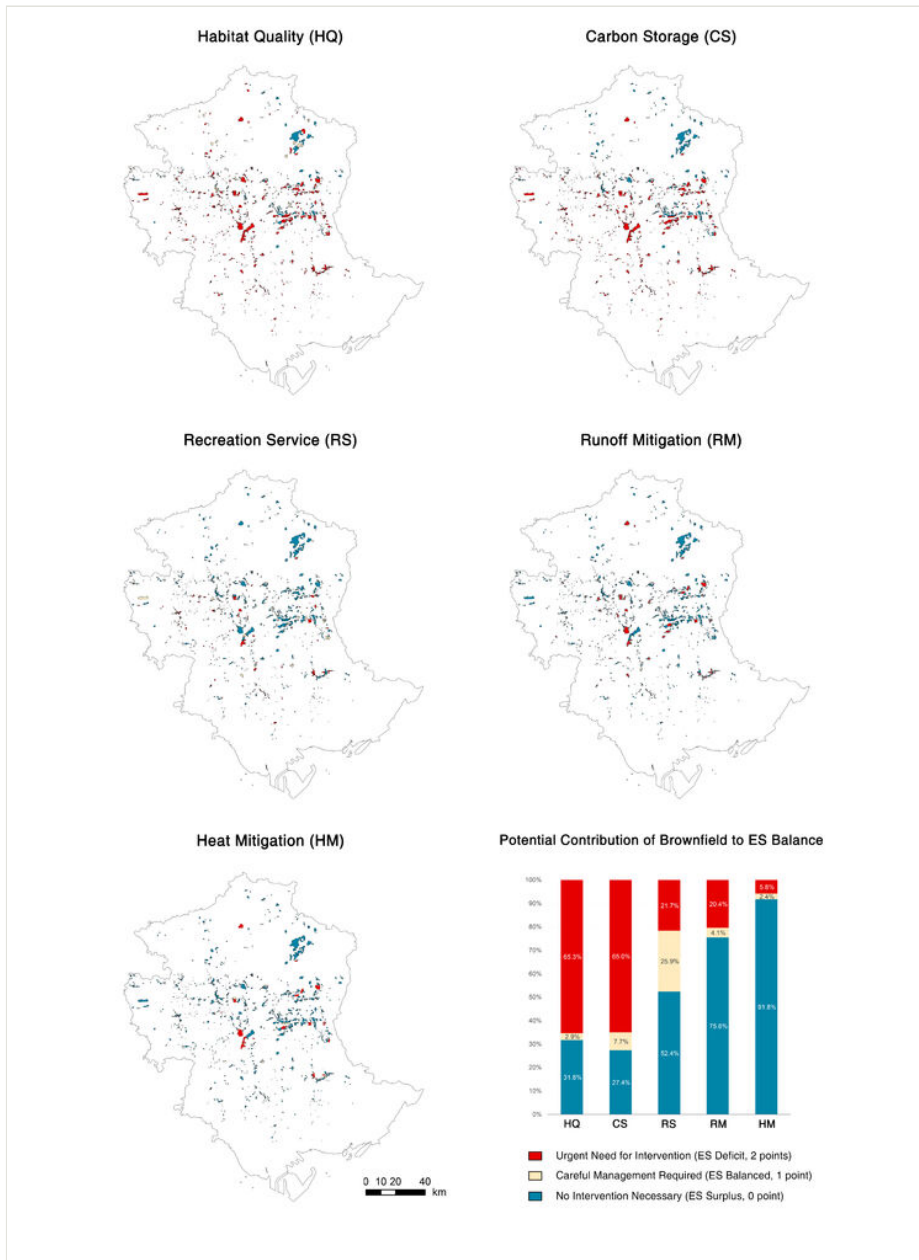 Habitat Quality (HQ)
Carbon Storage (CS)
Recreation Service (RS)
Runoff Mitigation (RM)
Heat Mitigation (HM)
0 10 20 40
km
Potential Contribution of Brownfield to ES Balance
100%
90%
80%
70%
60%
50%
40%
30%
20%
10%
0%
65.3%
2.9%
31.8%
65.0%
7.7%
27.4%
21.7%
25.9%
52.4%
20.4%
4.1%
75.6%
5.8%
2.4%
91.8%
HQ CS RS RM HM
Urgent Need for Intervention (ES Deficit, 2 points)
Careful Management Required (ES Balanced, 1 point)
No Intervention Necessary (ES Surplus, 0 point)